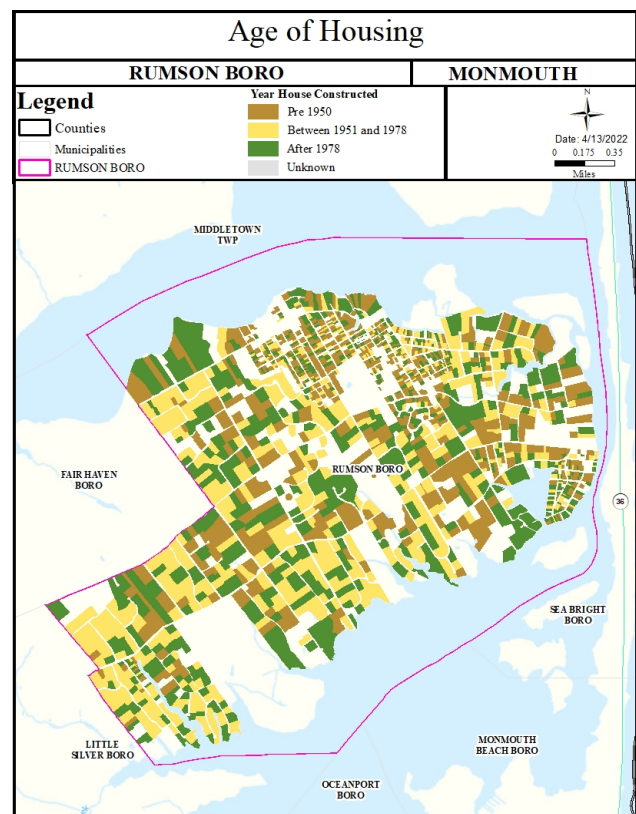 Age of Housing
RUMSON BORO
MONMOUTH
Legend
Counties
Municipalities
RUMSON BORO
Year House Constructed
Pre 1950
Between 1951 and 1978
After 1978
Unknown
N
Date: 4/13/2022
0 0.175 0.35
Miles
MIDDLETOWN
TWP
RUMSON BORO
FAIR HAVEN
BORO
36
SEA BRIGHT
BORO
LITTLE
SILVER BORO
MONMOUTH
BEACH BORO
OCEANPORT
BORO